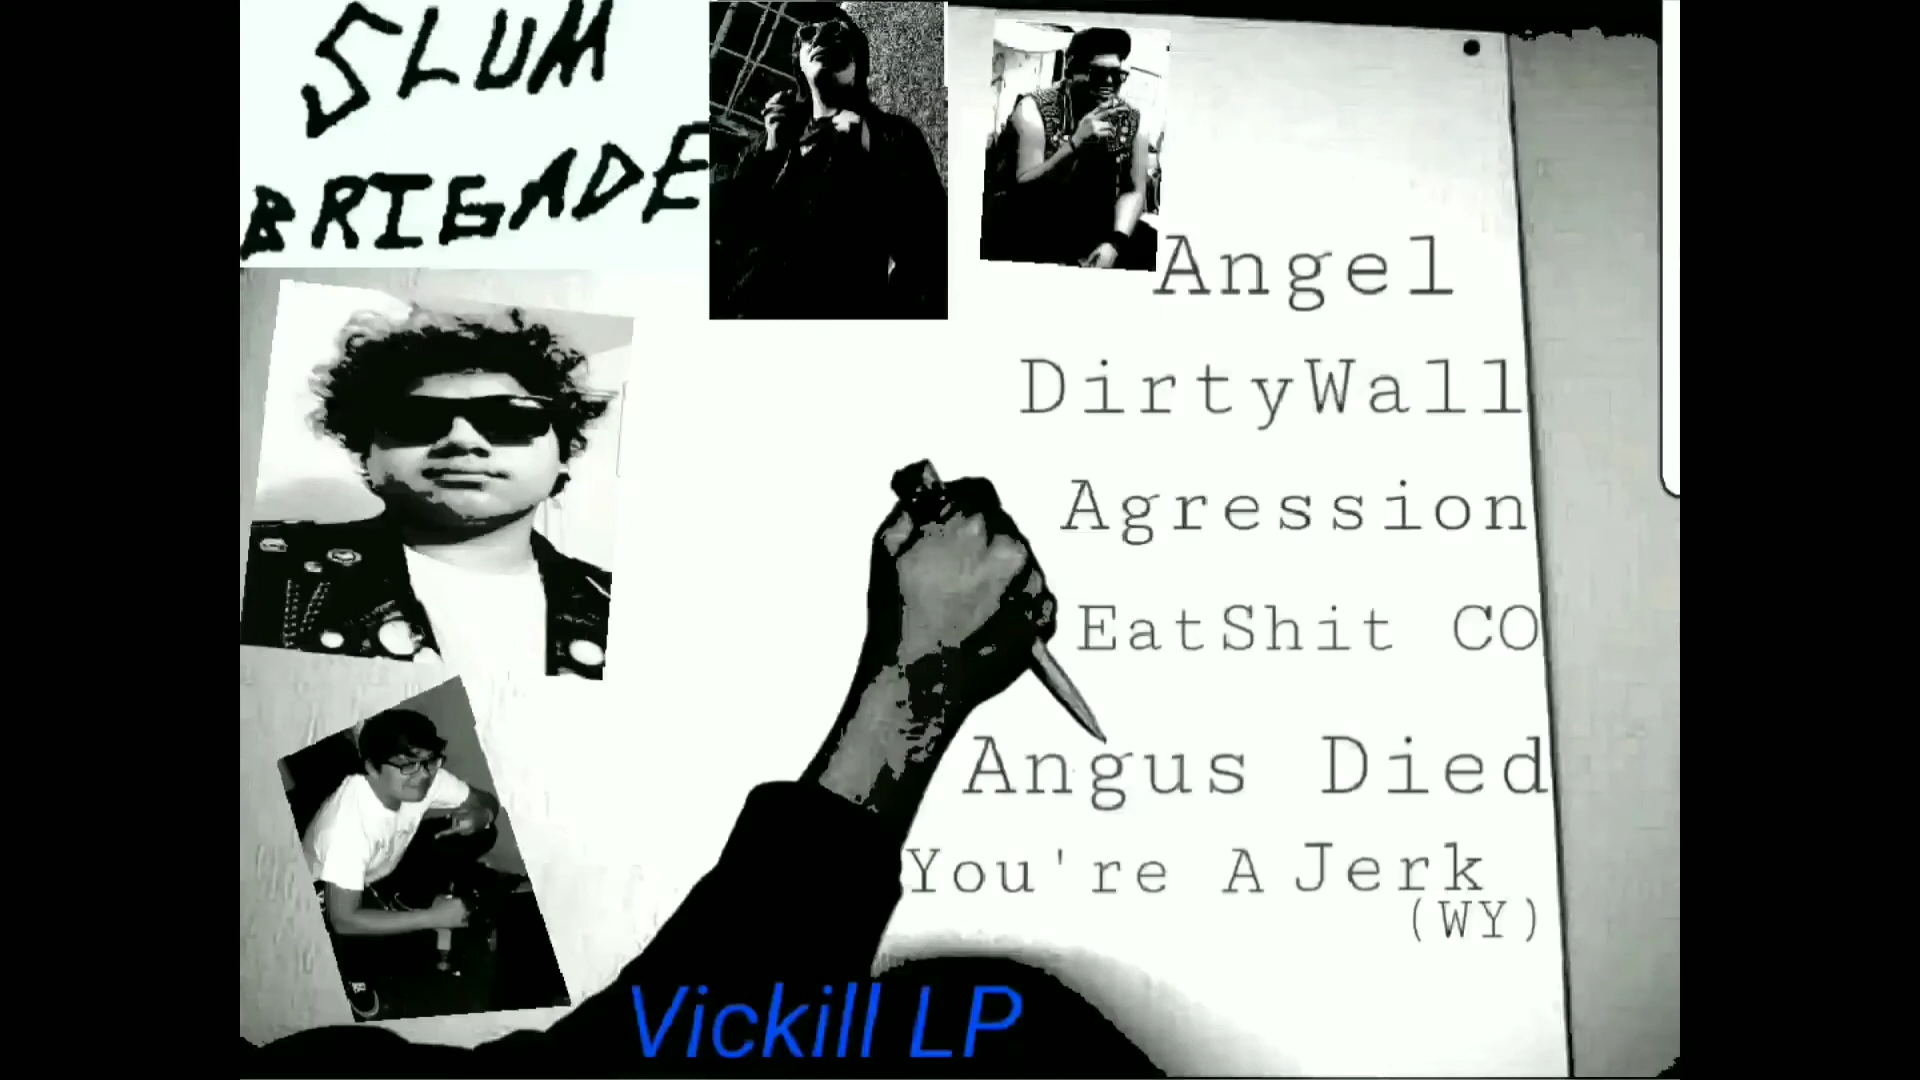 SLUM
BRIGADE
Angel
DirtyWall
Agression
EatShit CO
Angus Died
You're A Jerk
(WY)
Vickill LP